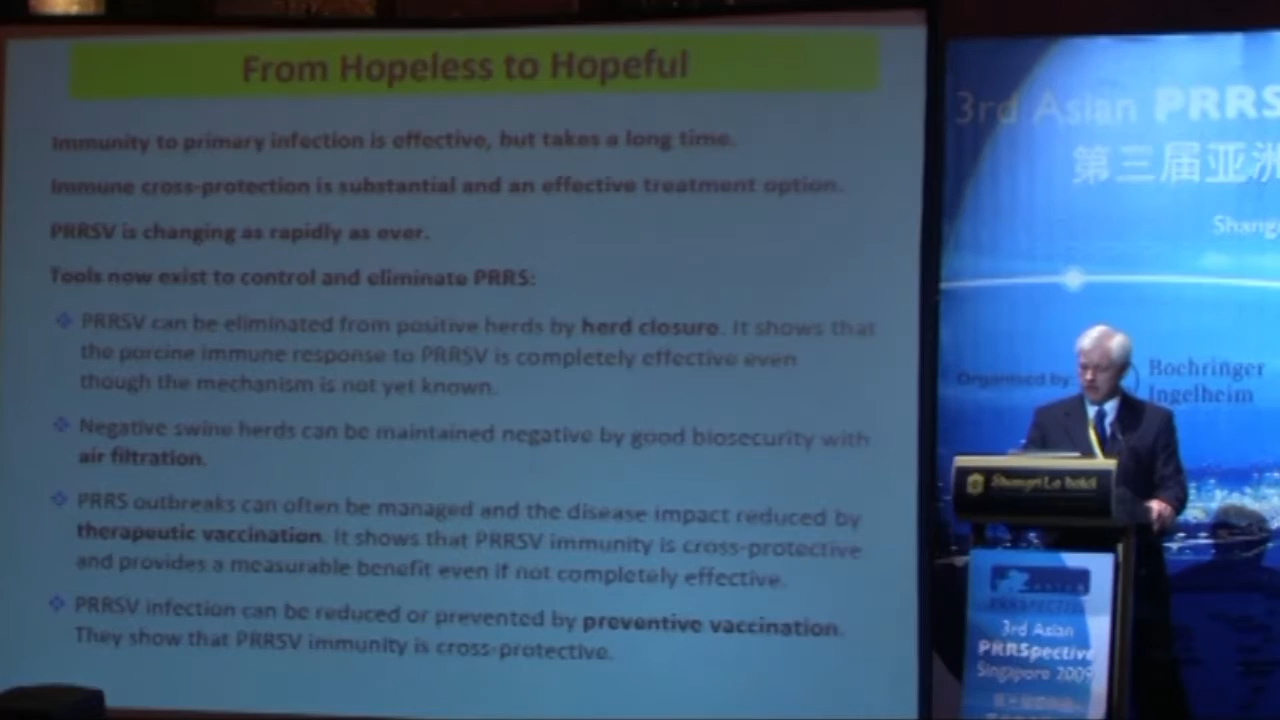 From Hopeless to Hopeful
Immunity to primary infection is effective, but takes a long time.
Immune cross-protection is substantial and an effective treatment option.
PRRSV is changing as rapidly as ever.
Tools now exist to control and eliminate PRRS:
PRRSV can be eliminated from positive herds by herd closure. It shows that
the porcine immune response to PRRSV is completely effective even
though the mechanism is not yet known.
Negative swine herds can be maintained negative by good biosecurity with
air filtration.
PRRS outbreaks can often be managed and the disease impact reduced by
therapeutic vaccination. It shows that PRRSV immunity is cross-protective
and provides a measurable benefit even if not completely effective.
PRRSV infection can be reduced or prevented by preventive vaccination.
They show that PRRSV immunity is cross-protective.
3rd Asian PRRS
第三届亚洲
Shang
Organised by
Boehringer
Ingelheim
Shangri-La hotel
PRRSPECTIVE
3rd Asian
PRRSpective
Singapore 2009